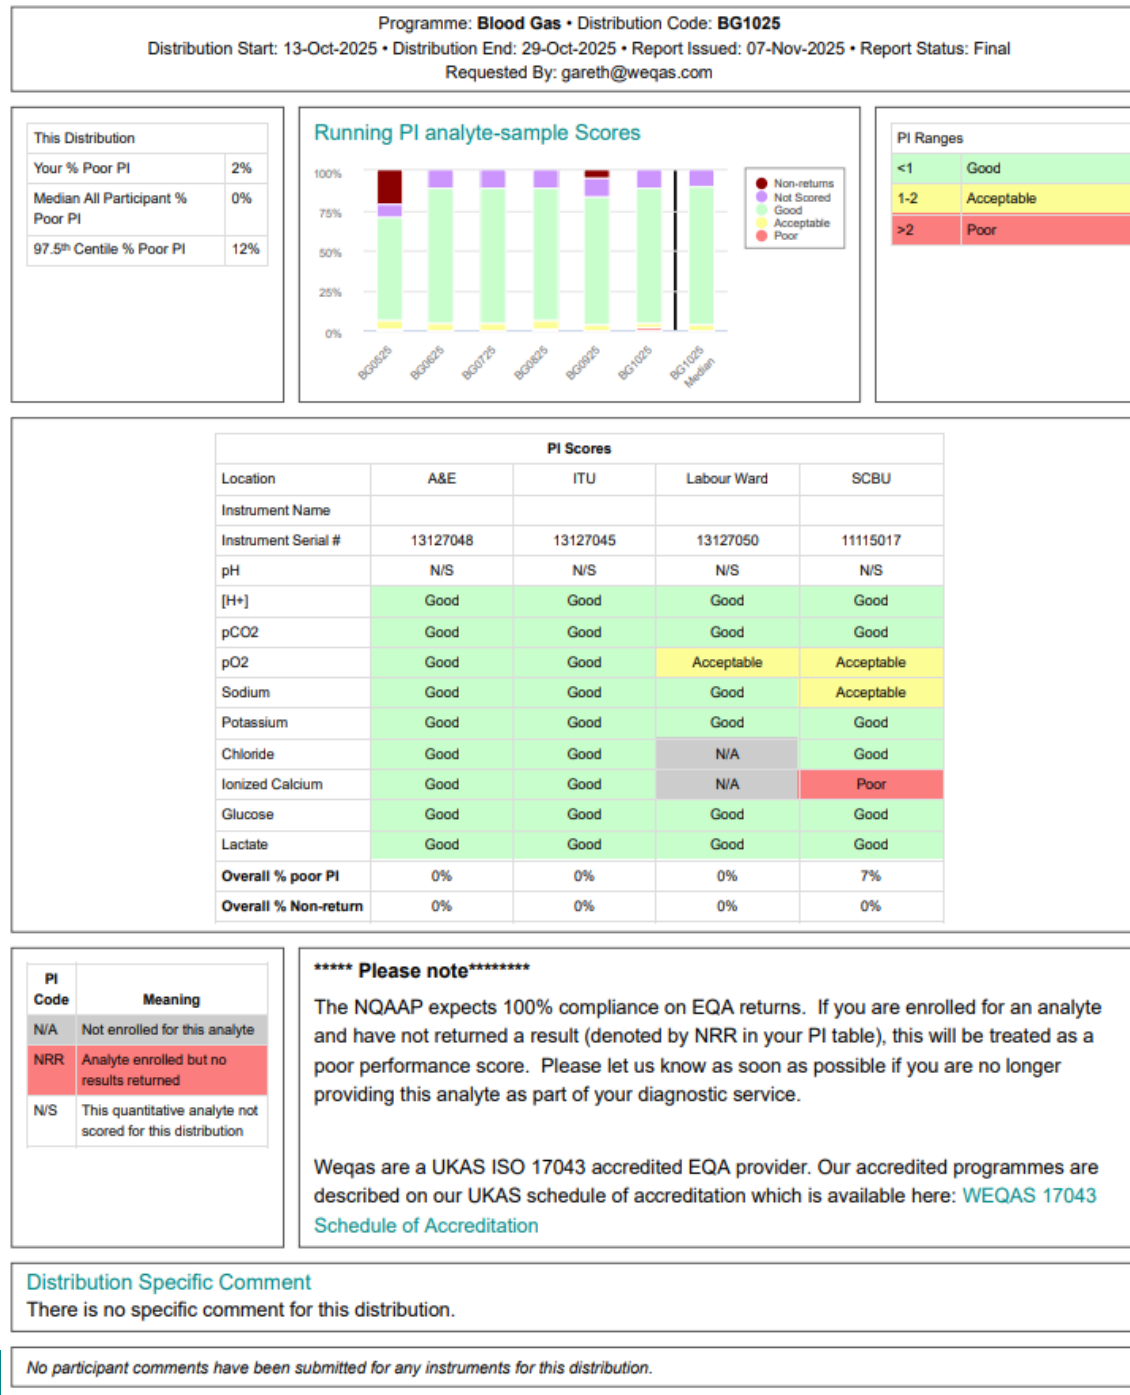 Programme: Blood Gas • Distribution Code: BG1025
Distribution Start: 13-Oct-2025 • Distribution End: 29-Oct-2025 • Report Issued: 07-Nov-2025 • Report Status: Final
Requested By: gareth@weqas.com
This Distribution
Your % Poor PI 2%
Median All Participant % 0%
Poor PI
97.5th Centile % Poor PI 12%
Running PI analyte-sample Scores
100%
75%
50%
25%
0%
BG0525
BG0625
BG0725
BG0825
BG0925
BG1025
BG1025
Median
Non-returns
Not Scored
Good
Acceptable
Poor
PI Ranges
<1 Good
1-2 Acceptable
>2 Poor
PI Scores
Location A&E ITU Labour Ward SCBU
Instrument Name
Instrument Serial # 13127048 13127045 13127050 11115017
pH N/S N/S N/S N/S
[H+] Good Good Good Good
pCO2 Good Good Good Good
pO2 Good Good Acceptable Acceptable
Sodium Good Good Good Acceptable
Potassium Good Good Good Good
Chloride Good Good N/A Good
Ionized Calcium Good Good N/A Poor
Glucose Good Good Good Good
Lactate Good Good Good Good
Overall % poor PI 0% 0% 0% 7%
Overall % Non-return 0% 0% 0% 0%
PI
Code Meaning
N/A Not enrolled for this analyte
NRR Analyte enrolled but no
results returned
N/S This quantitative analyte not
scored for this distribution
***** Please note********
The NQAAP expects 100% compliance on EQA returns. If you are enrolled for an analyte
and have not returned a result (denoted by NRR in your PI table), this will be treated as a
poor performance score. Please let us know as soon as possible if you are no longer
providing this analyte as part of your diagnostic service.
Weqas are a UKAS ISO 17043 accredited EQA provider. Our accredited programmes are
described on our UKAS schedule of accreditation which is available here: WEQAS 17043
Schedule of Accreditation
Distribution Specific Comment
There is no specific comment for this distribution.
No participant comments have been submitted for any instruments for this distribution.